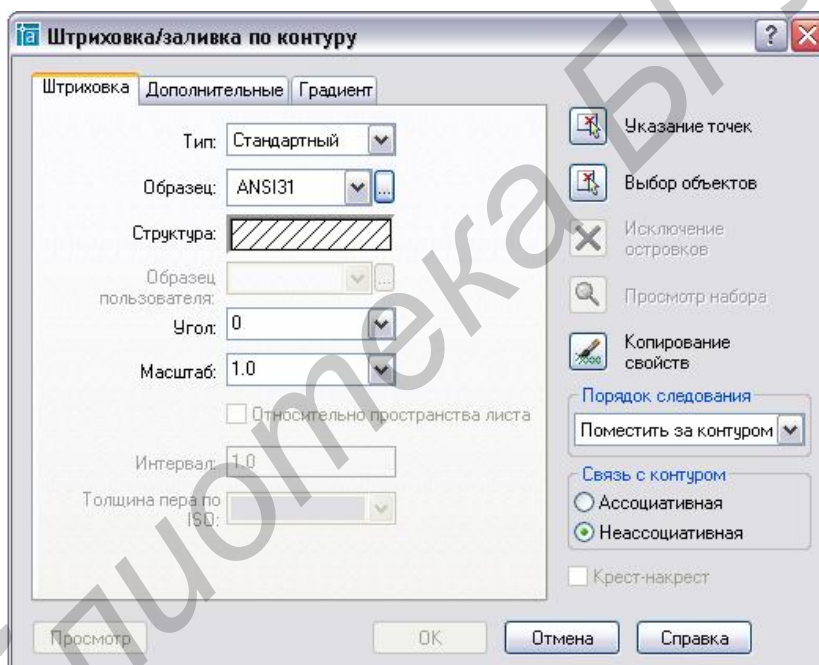 Штриховка/заливка по контуру
Штриховка Дополнительные Градиент
Тип: Стандартный
Образец: ANSI31
Структура:
Образец
пользователя:
Угол: 0
Масштаб: 1.0
Относительно пространства листа
Интервал: 1.0
Толщина пера по
ISO:
Указание точек
Выбор объектов
Исключение
островков
Просмотр набора
Копирование
свойств
Порядок следования
Поместить за контуром
Связь с контуром
Ассоциативная
Неассоциативная
Крест-накрест
Просмотр
OK
Отмена
Справка